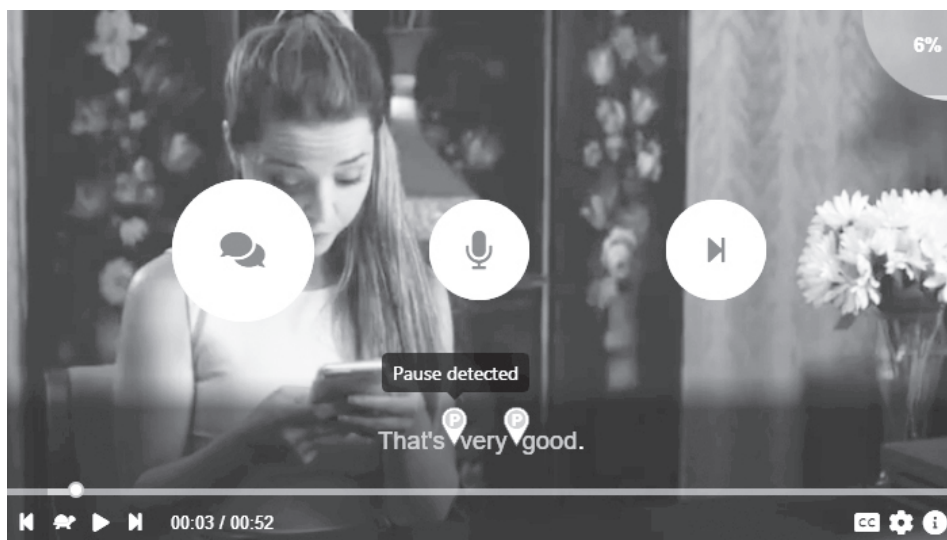 6%
Pause detected
P P
That's very good.
00:03 / 00:52
CC